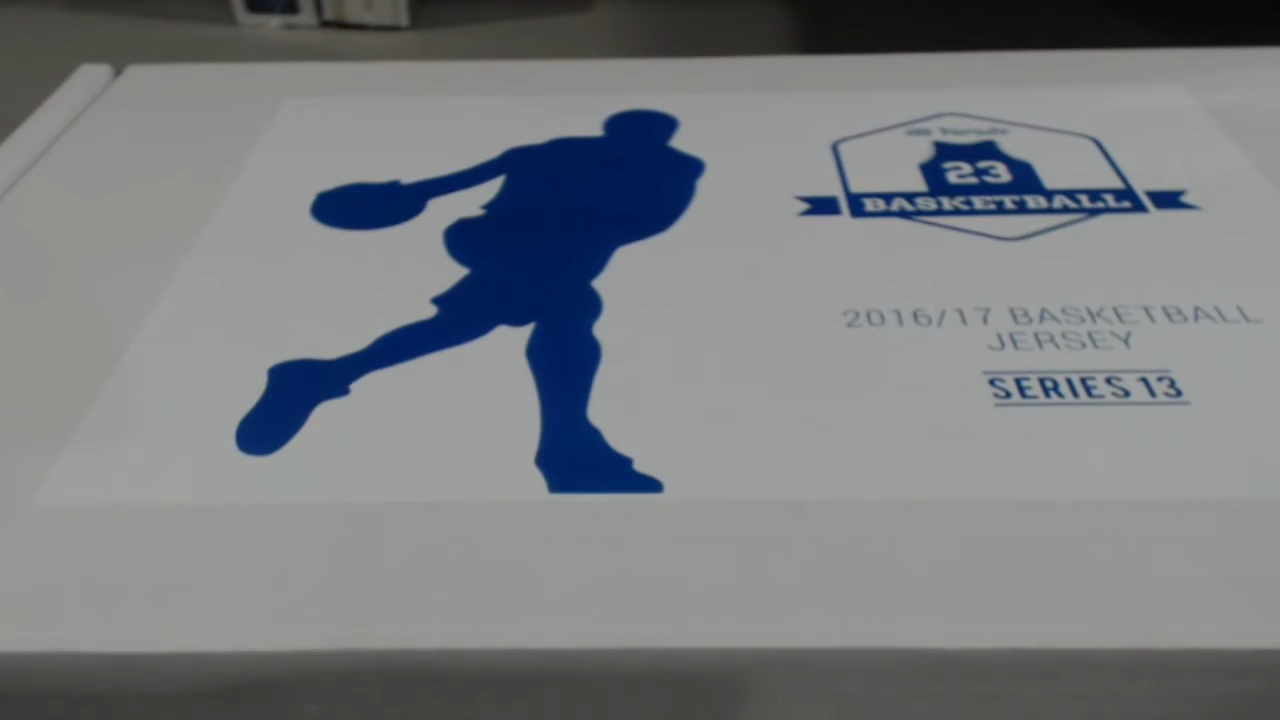 23
BASKETBALL
2016/17 BASKETBALL
JERSEY
SERIES 13